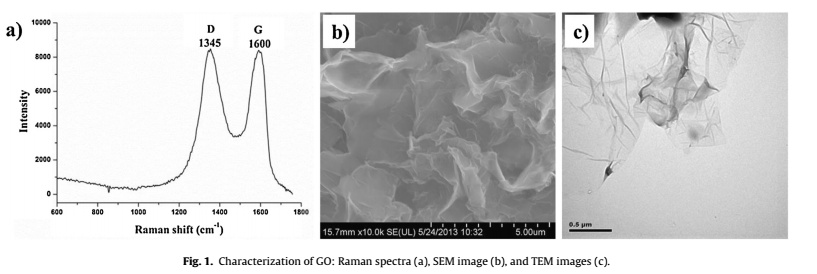 a)
10000
8000
6000
4000
2000
0
Intensity
D
1345
G
1600
600
800
1000
1200
1400
1600
1800
Raman shift (cm⁻¹)
b)
15.7mm x10.0k SE(UL) 5/24/2013 10:32 5.00um
c)
0.5 µm
Fig. 1. Characterization of GO: Raman spectra (a), SEM image (b), and TEM images (c).